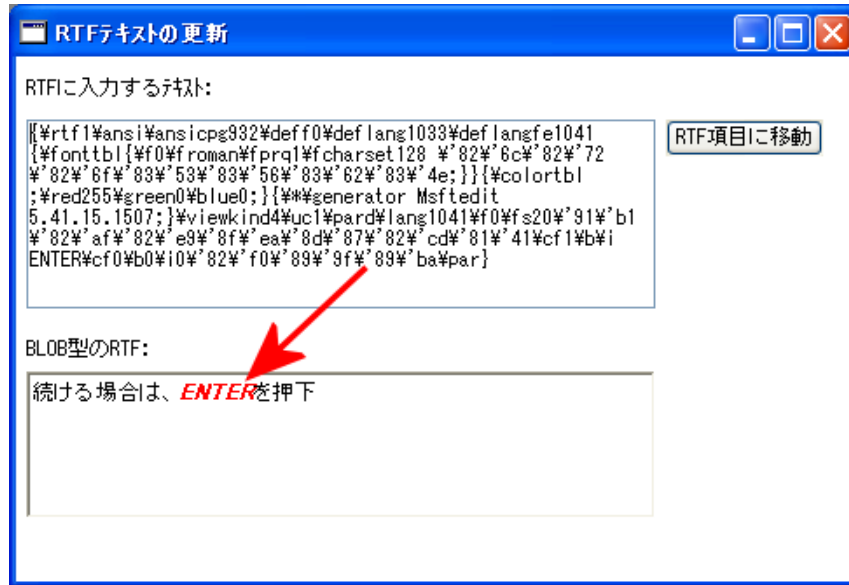 RTFテキストの更新
RTFに入力するテキスト:
{¥rtf1¥ansi¥ansicpg932¥deff0¥deflang1033¥deflangfe1041
{¥fonttbl{¥f0¥froman¥fprq1¥fcharset128 ¥'82¥'6c¥'82¥'72
¥'82¥'6f¥'83¥'53¥'83¥'56¥'83¥'62¥'83¥'4e;}}{¥colortbl
;¥red255¥green0¥blue0;}{¥*¥generator Msftedit
5.41.15.1507;}¥viewkind4¥uc1¥pard¥lang1041¥f0¥fs20¥'91¥'b1
¥'82¥'af¥'82¥'e9¥'8f¥'ea¥'8d¥'87¥'82¥'cd¥'81¥'41¥cf1¥b¥i
ENTER¥cf0¥b0¥i0¥'82¥'f0¥'89¥'9f¥'89¥'ba¥par}
RTF項目に移動
BLOB型のRTF:
続ける場合は、ENTERを押下